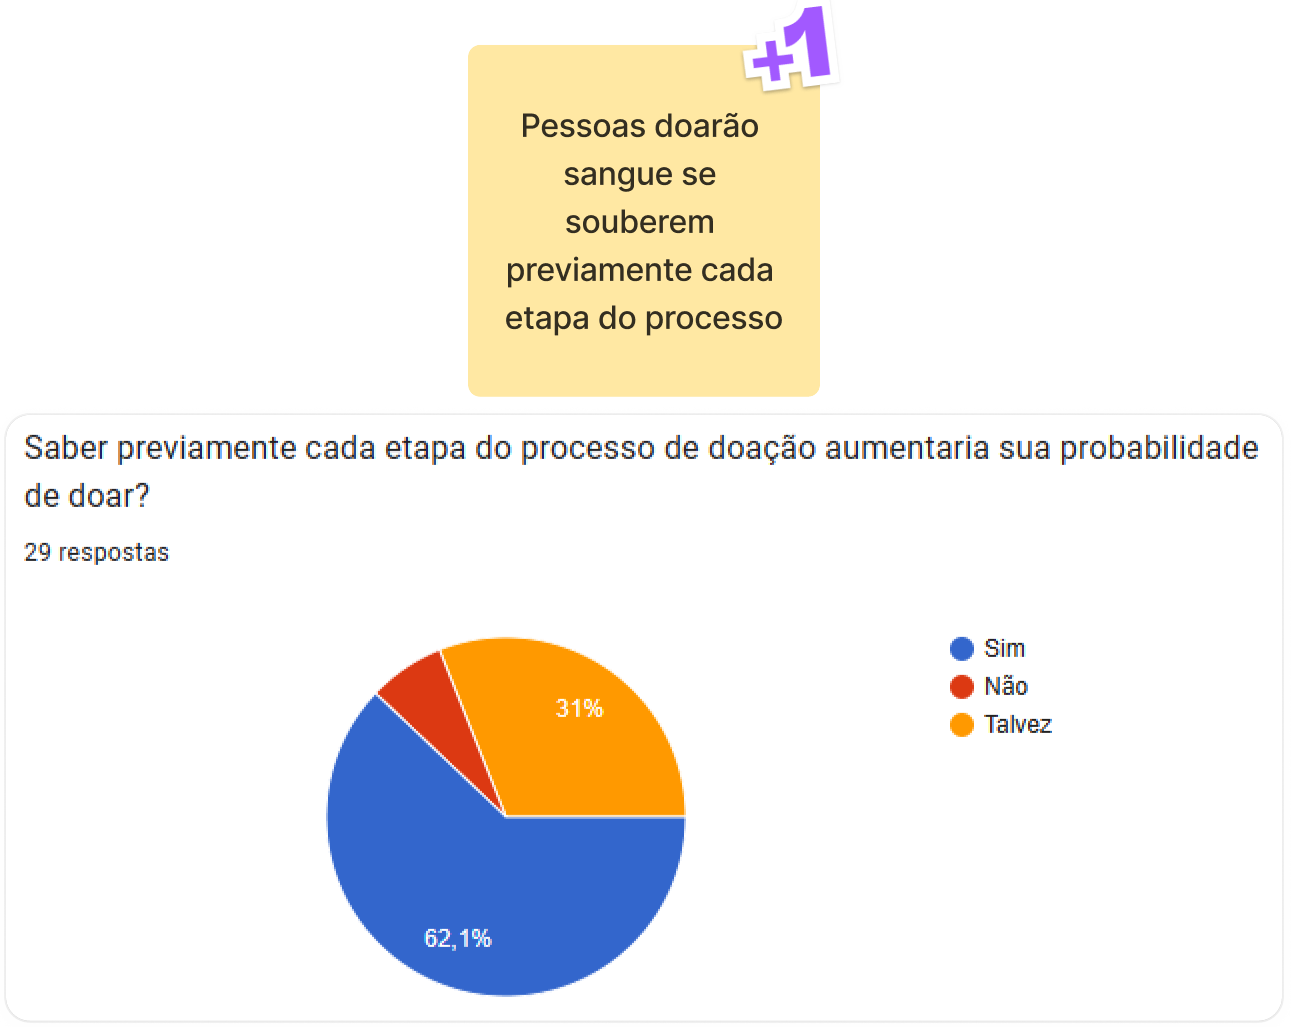 +1
Pessoas doarão
sangue se
souberem
previamente cada
etapa do processo
Saber previamente cada etapa do processo de doação aumentaria sua probabilidade
de doar?
29 respostas
31%
62,1%
Sim
Não
Talvez